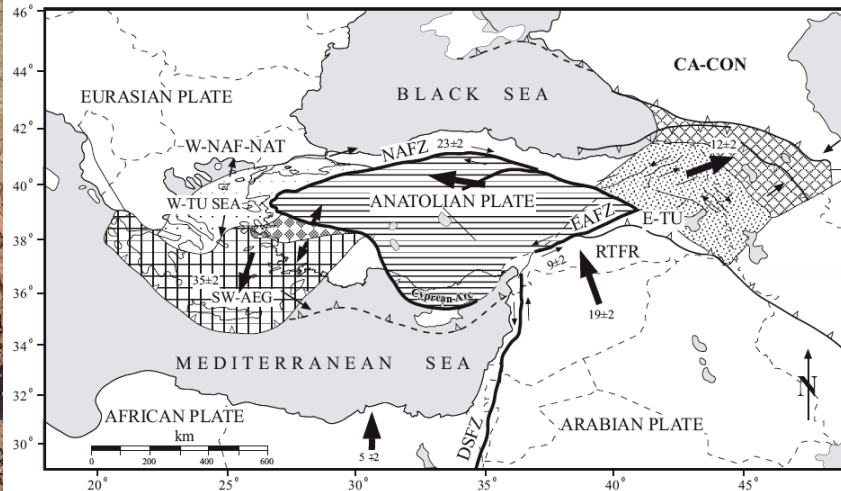 46°
44°
42°
40°
38°
36°
34°
32°
30°
20°
25°
30°
35°
40°
45°
EURASIAN PLATE
BLACK SEA
CA-CON
W-NAF-NAT
NAFZ
23±2
12±2
W-TU SEA
ANATOLIAN PLATE
EAFZ
E-TU
RTFR
9±2
35±2
SW-AEG
Cyprean-Arc
19±2
MEDITERRANEAN SEA
N
AFRICAN PLATE
ARABIAN PLATE
DSFZ
km
0 200 400 600
5±2